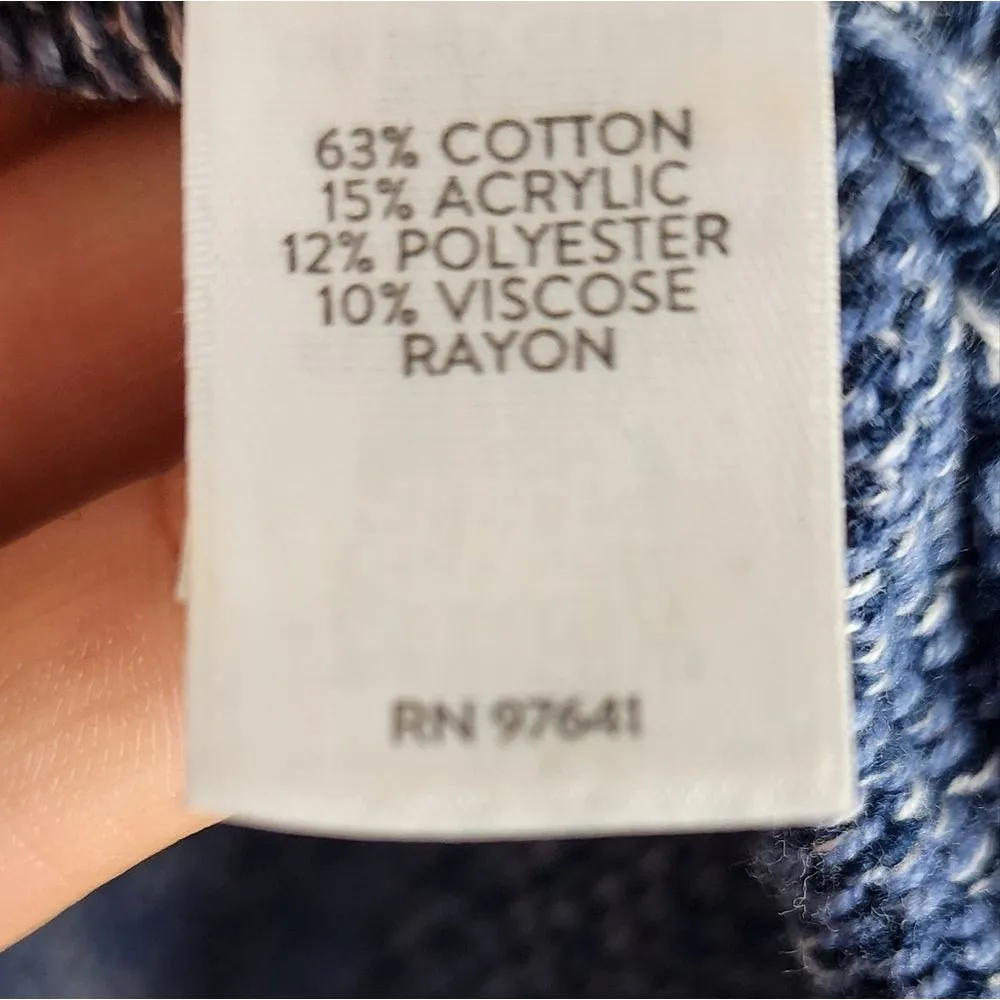 63% COTTON
15% ACRYLIC
12% POLYESTER
10% VISCOSE
RAYON
RN 97641